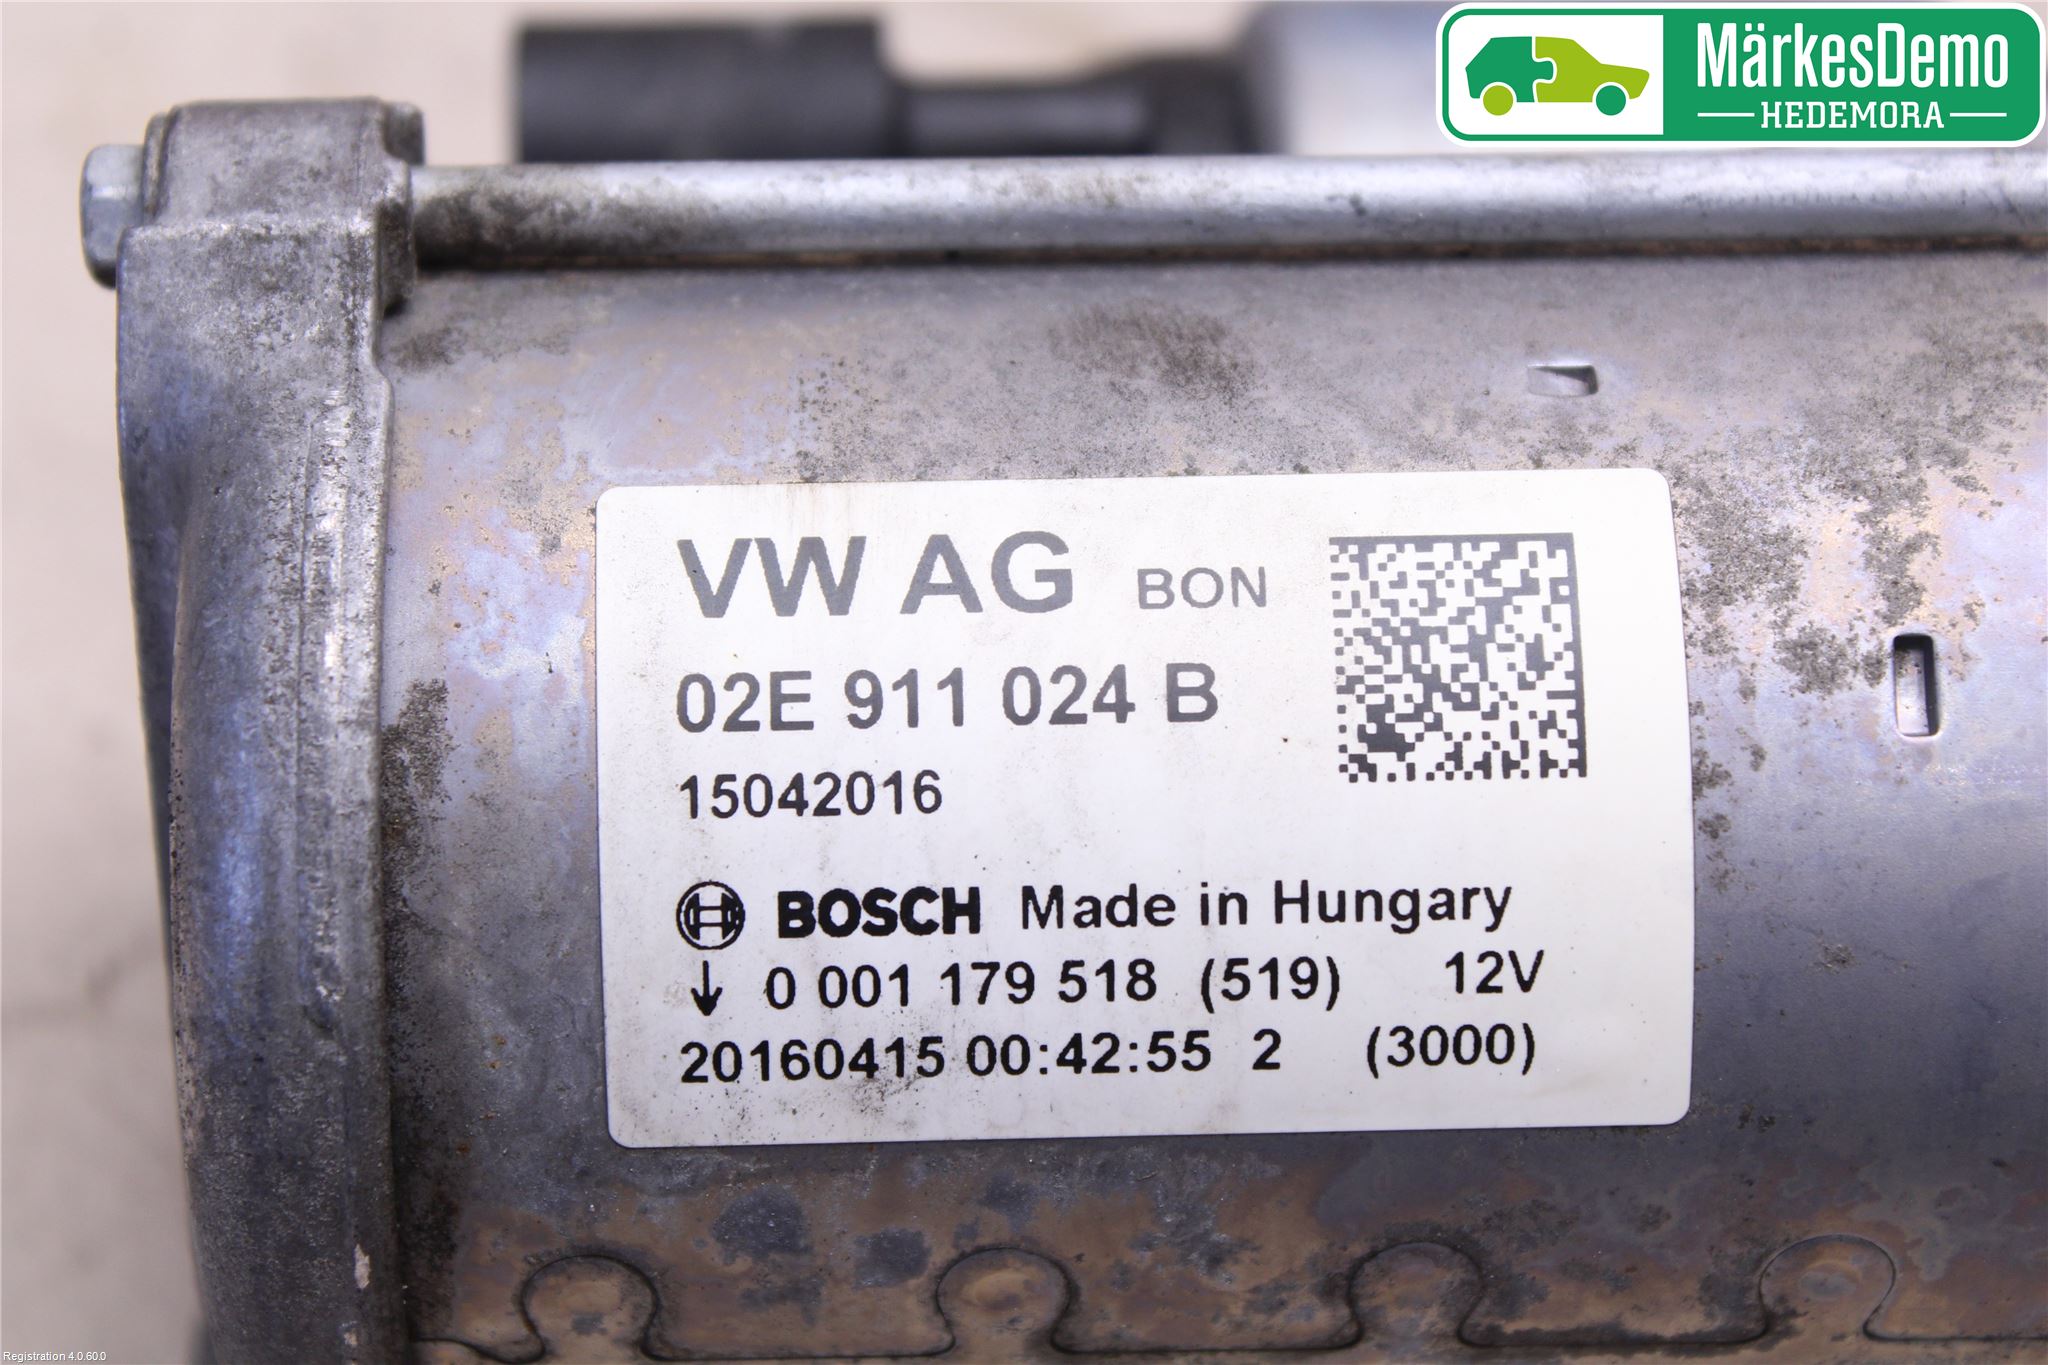 MärkesDemo
HEDEMORA
VW AG BON
02E 911 024 B
15042016
BOSCH Made in Hungary
↓ 0 001 179 518 (519) 12V
20160415 00:42:55 2 (3000)
Registration 4.0.60.0